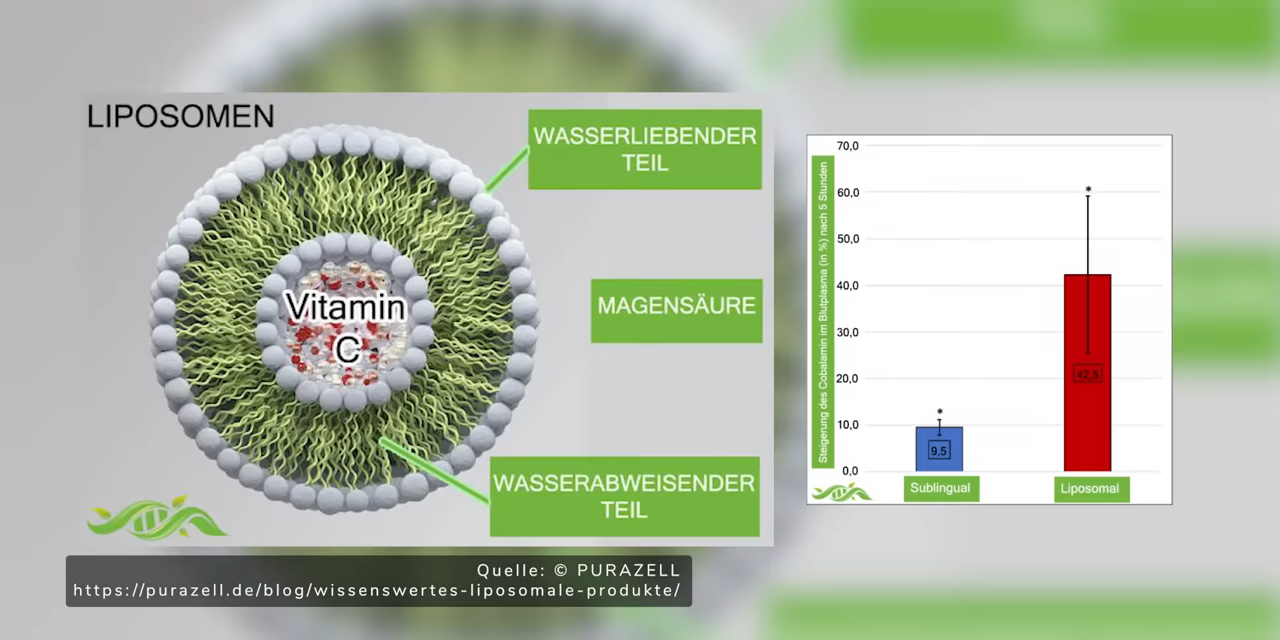 LIPOSOMEN
WASSERLIEBENDER
TEIL
Vitamin
C
MAGENSÄURE
WASSERABWEISENDER
TEIL
Steigerung des Cobalamin im Blutplasma (in %) nach 5 Stunden
70,0
60,0
50,0
40,0
30,0
20,0
10,0
0,0
*
9,5
*
42,5
Sublingual
Liposomal
Quelle: © PURAZELL
https://purazell.de/blog/wissenswertes-liposomale-produkte/